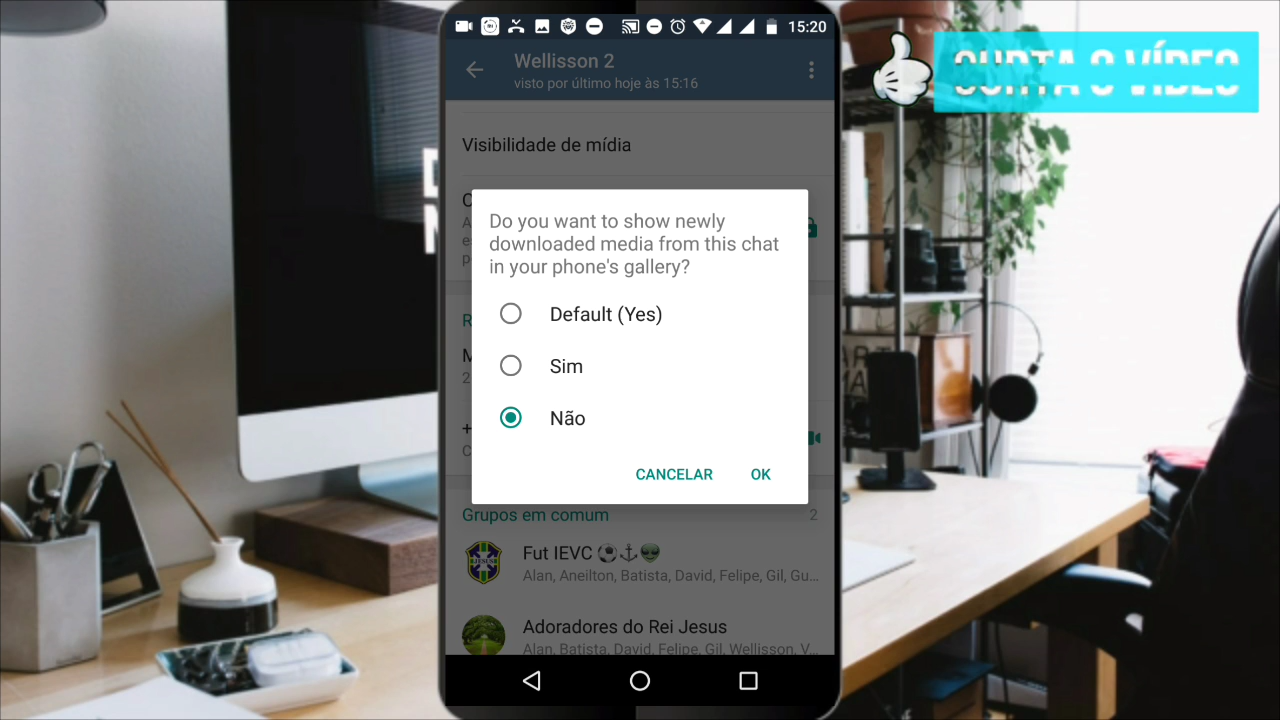 15:20
CURTA O VÍDEO
Wellisson 2
visto por último hoje às 15:16
Visibilidade de mídia
Do you want to show newly
downloaded media from this chat
in your phone's gallery?
Default (Yes)
Sim
Não
CANCELAR OK
Grupos em comum 2
Fut IEVC ⚽⚓👽
Alan, Aneilton, Batista, David, Felipe, Gil, Gu...
Adoradores do Rei Jesus
Alan, Batista, David, Felipe, Gil, Wellisson, V...